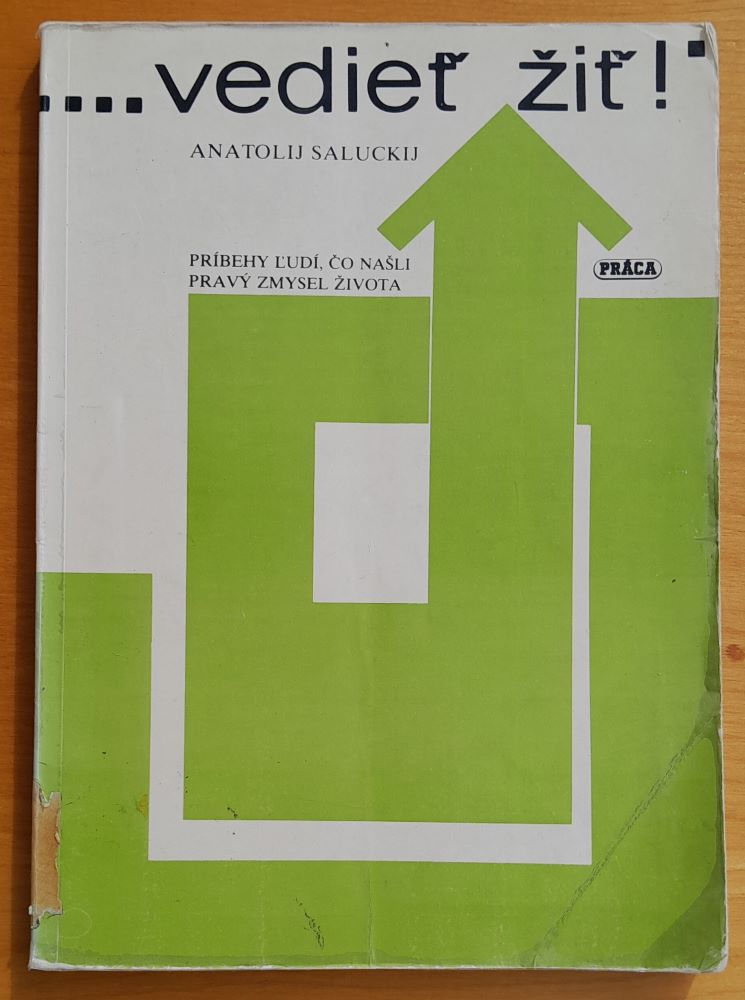 ....vedieť žiť!
ANATOLIJ SALUCKIJ
PRÍBEHY ĽUDÍ, ČO NAŠLI
PRAVÝ ZMYSEL ŽIVOTA
PRÁCA